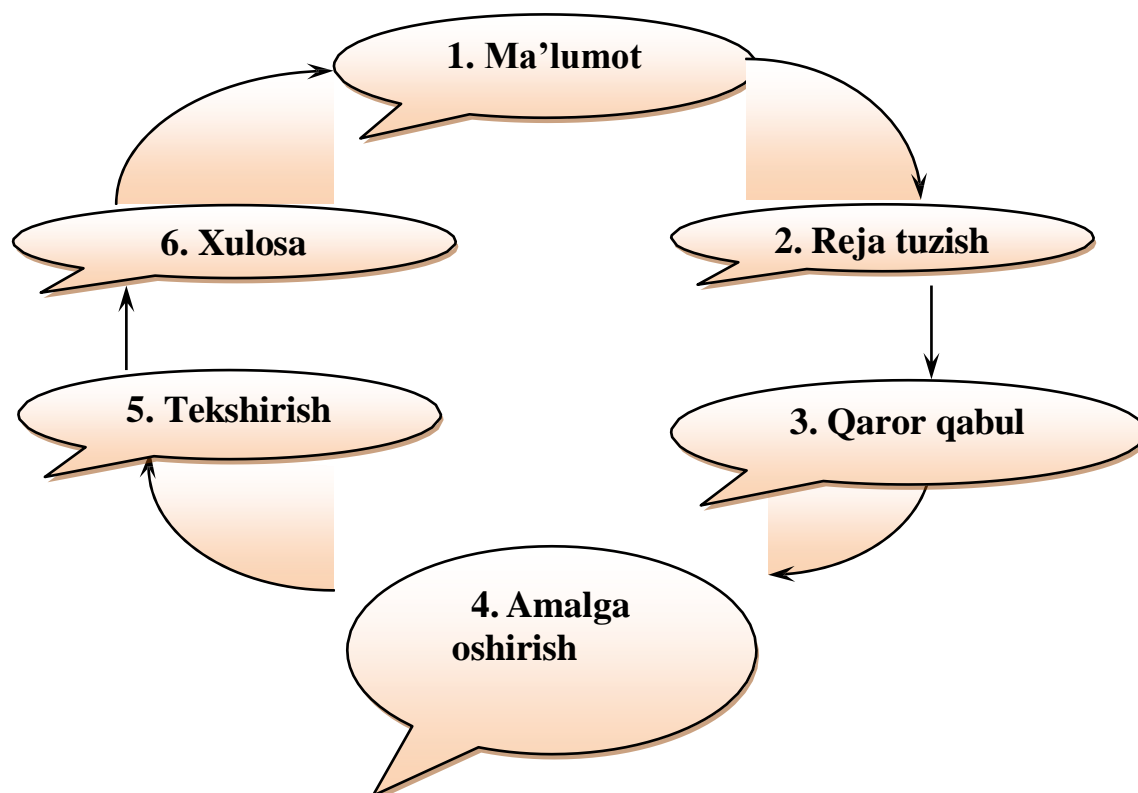 1. Ma’lumot
2. Reja tuzish
3. Qaror qabul
4. Amalga
oshirish
5. Tekshirish
6. Xulosa